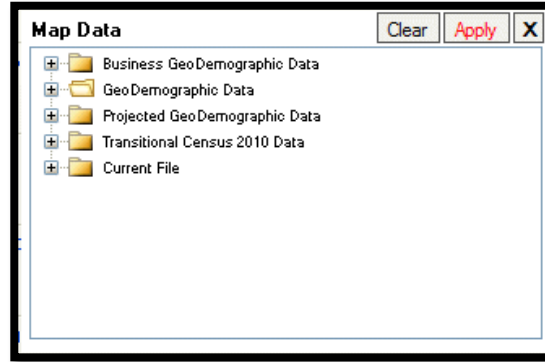 Map Data Clear Apply X
Business GeoDemographic Data
GeoDemographic Data
Projected GeoDemographic Data
Transitional Census 2010 Data
Current File